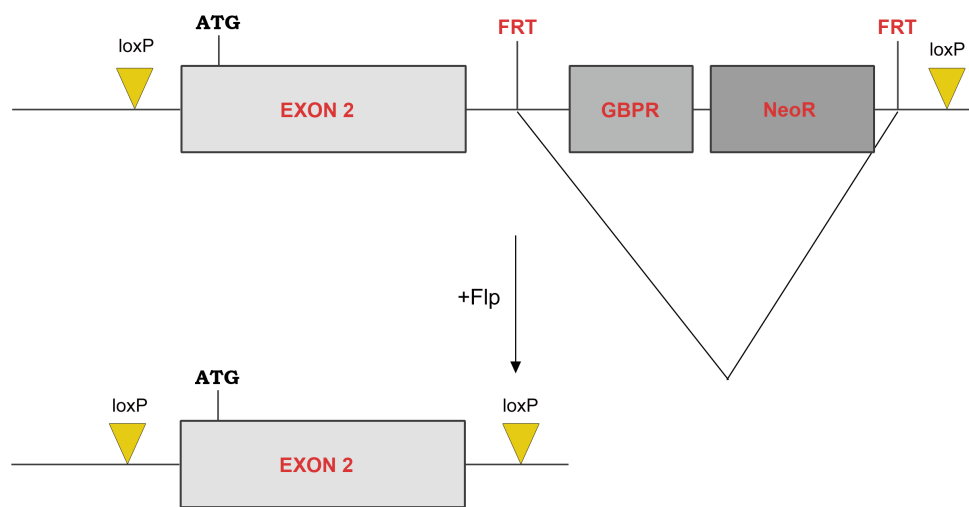 ATG
FRT
FRT
loxP
loxP
EXON 2
GBPR
NeoR
+Flp
ATG
loxP
loxP
EXON 2